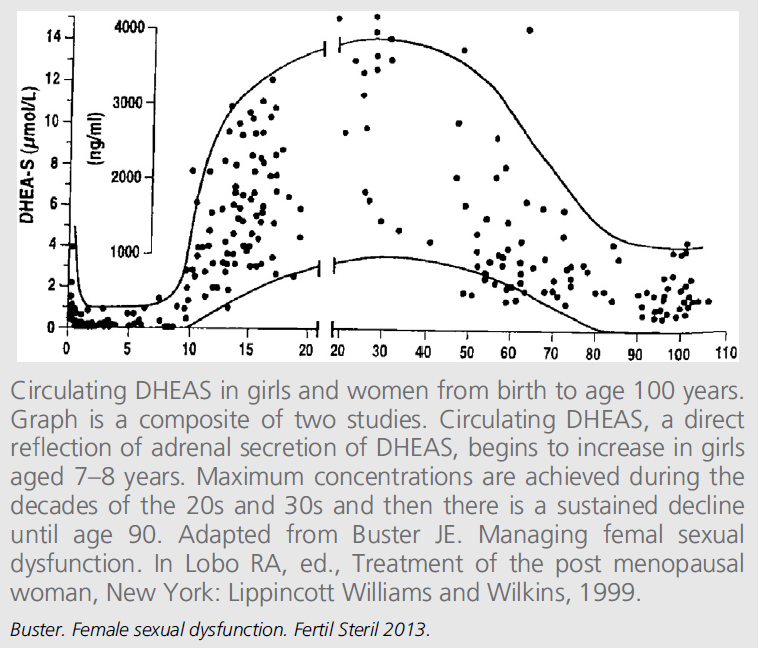 14
12
10
8
6
4
2
0
DHEA-S (µmol/L)
4000
3000
2000
1000
(ng/ml)
0 5 10 15 20 20 30 40 50 60 70 80 90 100 110
Circulating DHEAS in girls and women from birth to age 100 years.
Graph is a composite of two studies. Circulating DHEAS, a direct
reflection of adrenal secretion of DHEAS, begins to increase in girls
aged 7–8 years. Maximum concentrations are achieved during the
decades of the 20s and 30s and then there is a sustained decline
until age 90. Adapted from Buster JE. Managing femal sexual
dysfunction. In Lobo RA, ed., Treatment of the post menopausal
woman, New York: Lippincott Williams and Wilkins, 1999.
Buster. Female sexual dysfunction. Fertil Steril 2013.